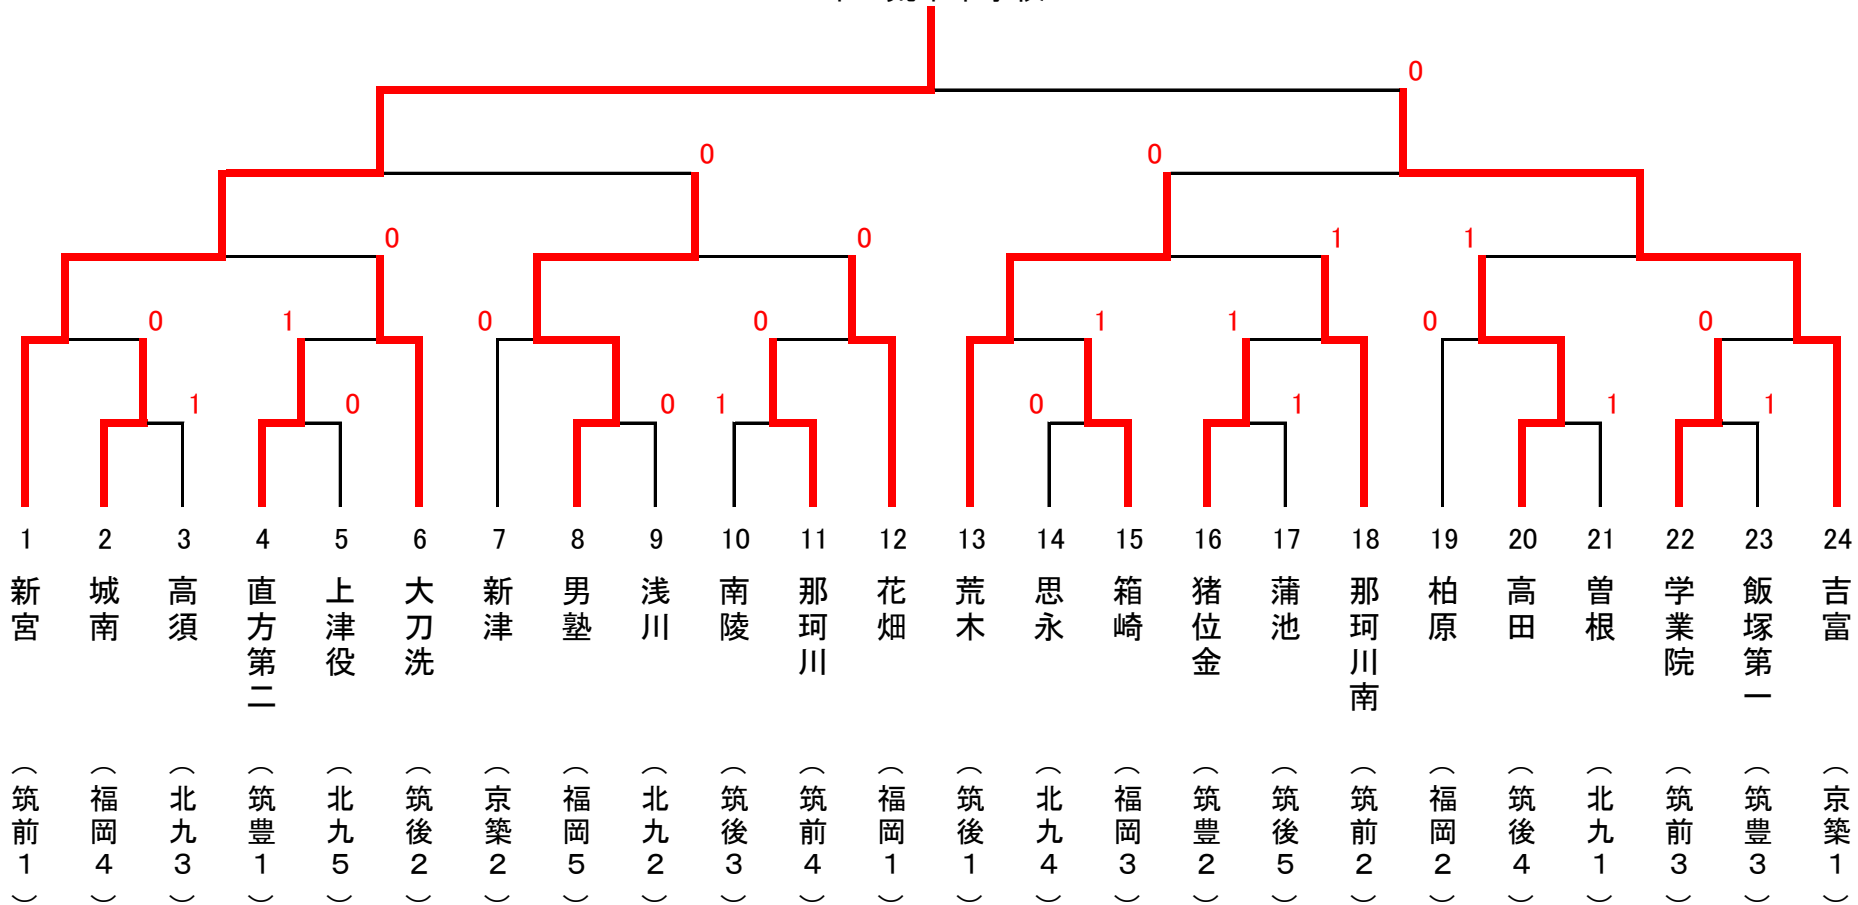 0
0
0
0
0
1
1
0
1
0
0
1
1
0
0
1
0
0
1
0
1
1
1
1 2 3 4 5 6 7 8 9 10 11 12 13 14 15 16 17 18 19 20 21 22 23 24
新宮
城南
高須
直方第二
上津役
大刀洗
新津
男塾
浅川
南陵
那珂川
花畑
荒木
思永
箱崎
猪位金
蒲池
那珂川南
柏原
高田
曽根
学業院
飯塚第一
吉富
（筑前１）
（福岡４）
（北九３）
（筑豊１）
（北九５）
（筑後２）
（京築２）
（福岡５）
（北九２）
（筑後３）
（筑前４）
（福岡１）
（筑後１）
（北九４）
（福岡３）
（筑豊２）
（筑後５）
（筑前２）
（福岡２）
（筑後４）
（北九１）
（筑前３）
（筑豊３）
（京築１）